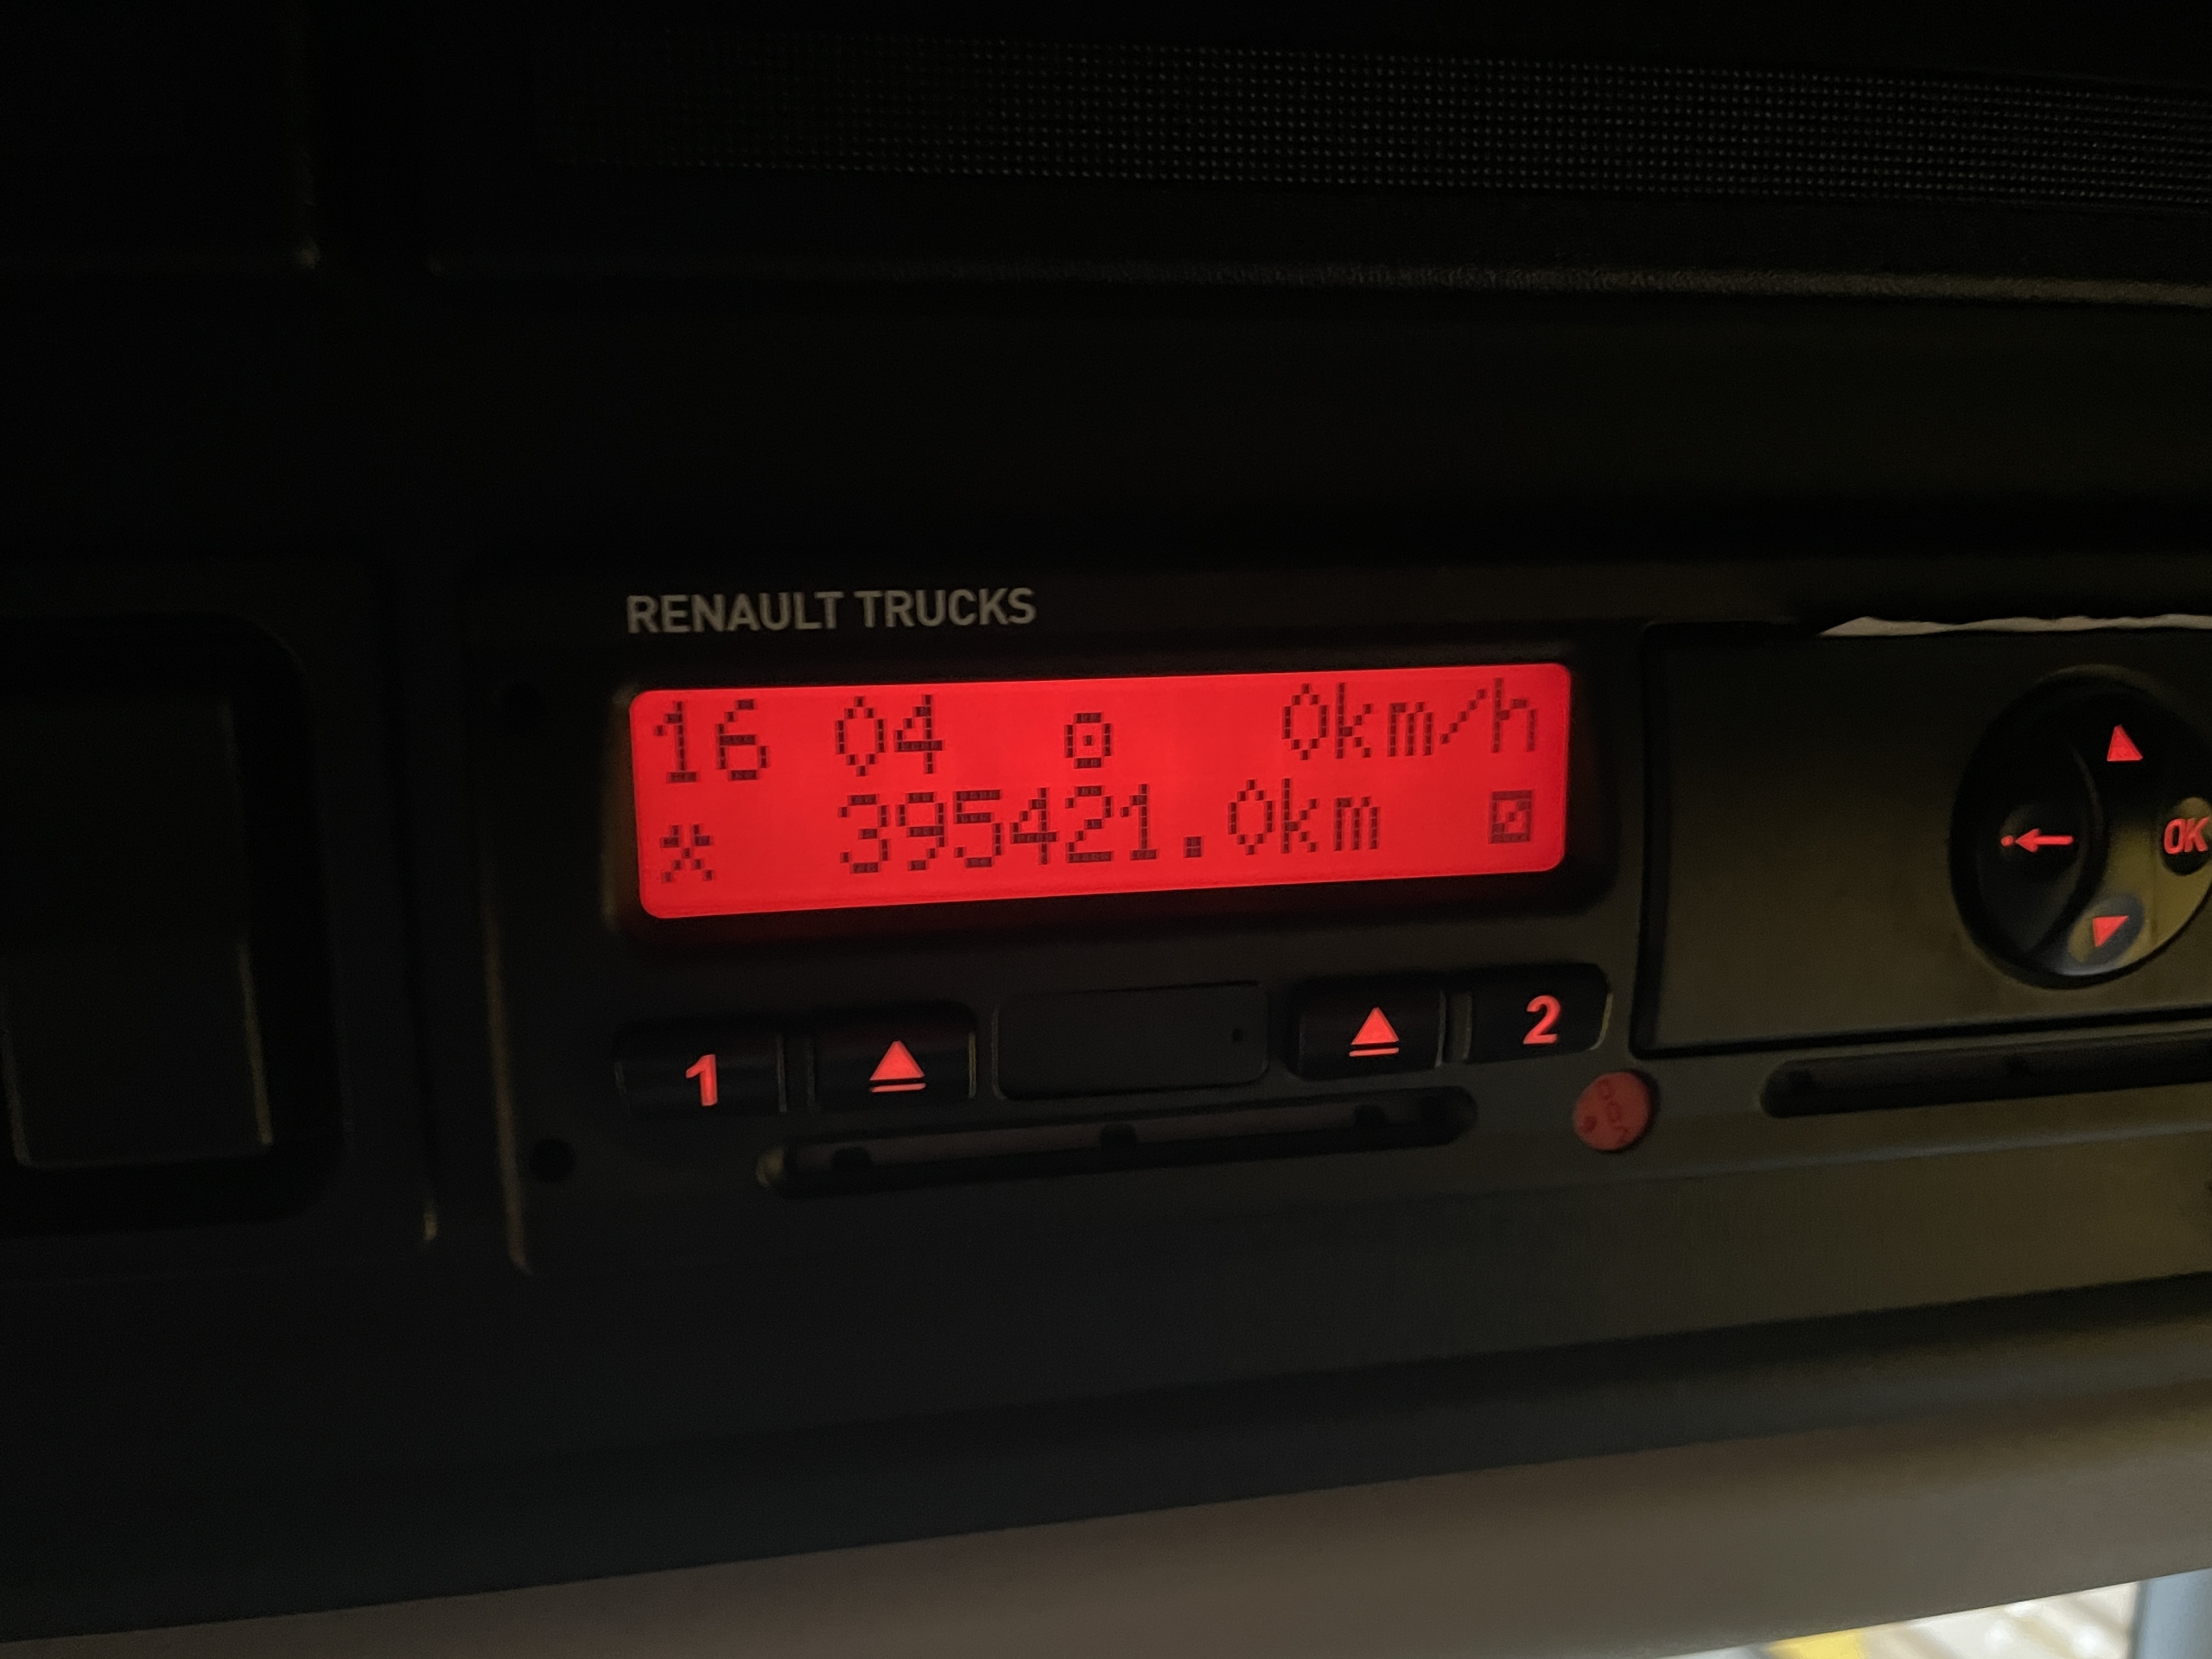 RENAULT TRUCKS
16 04 0km/h
395421.0km
1 2
OK